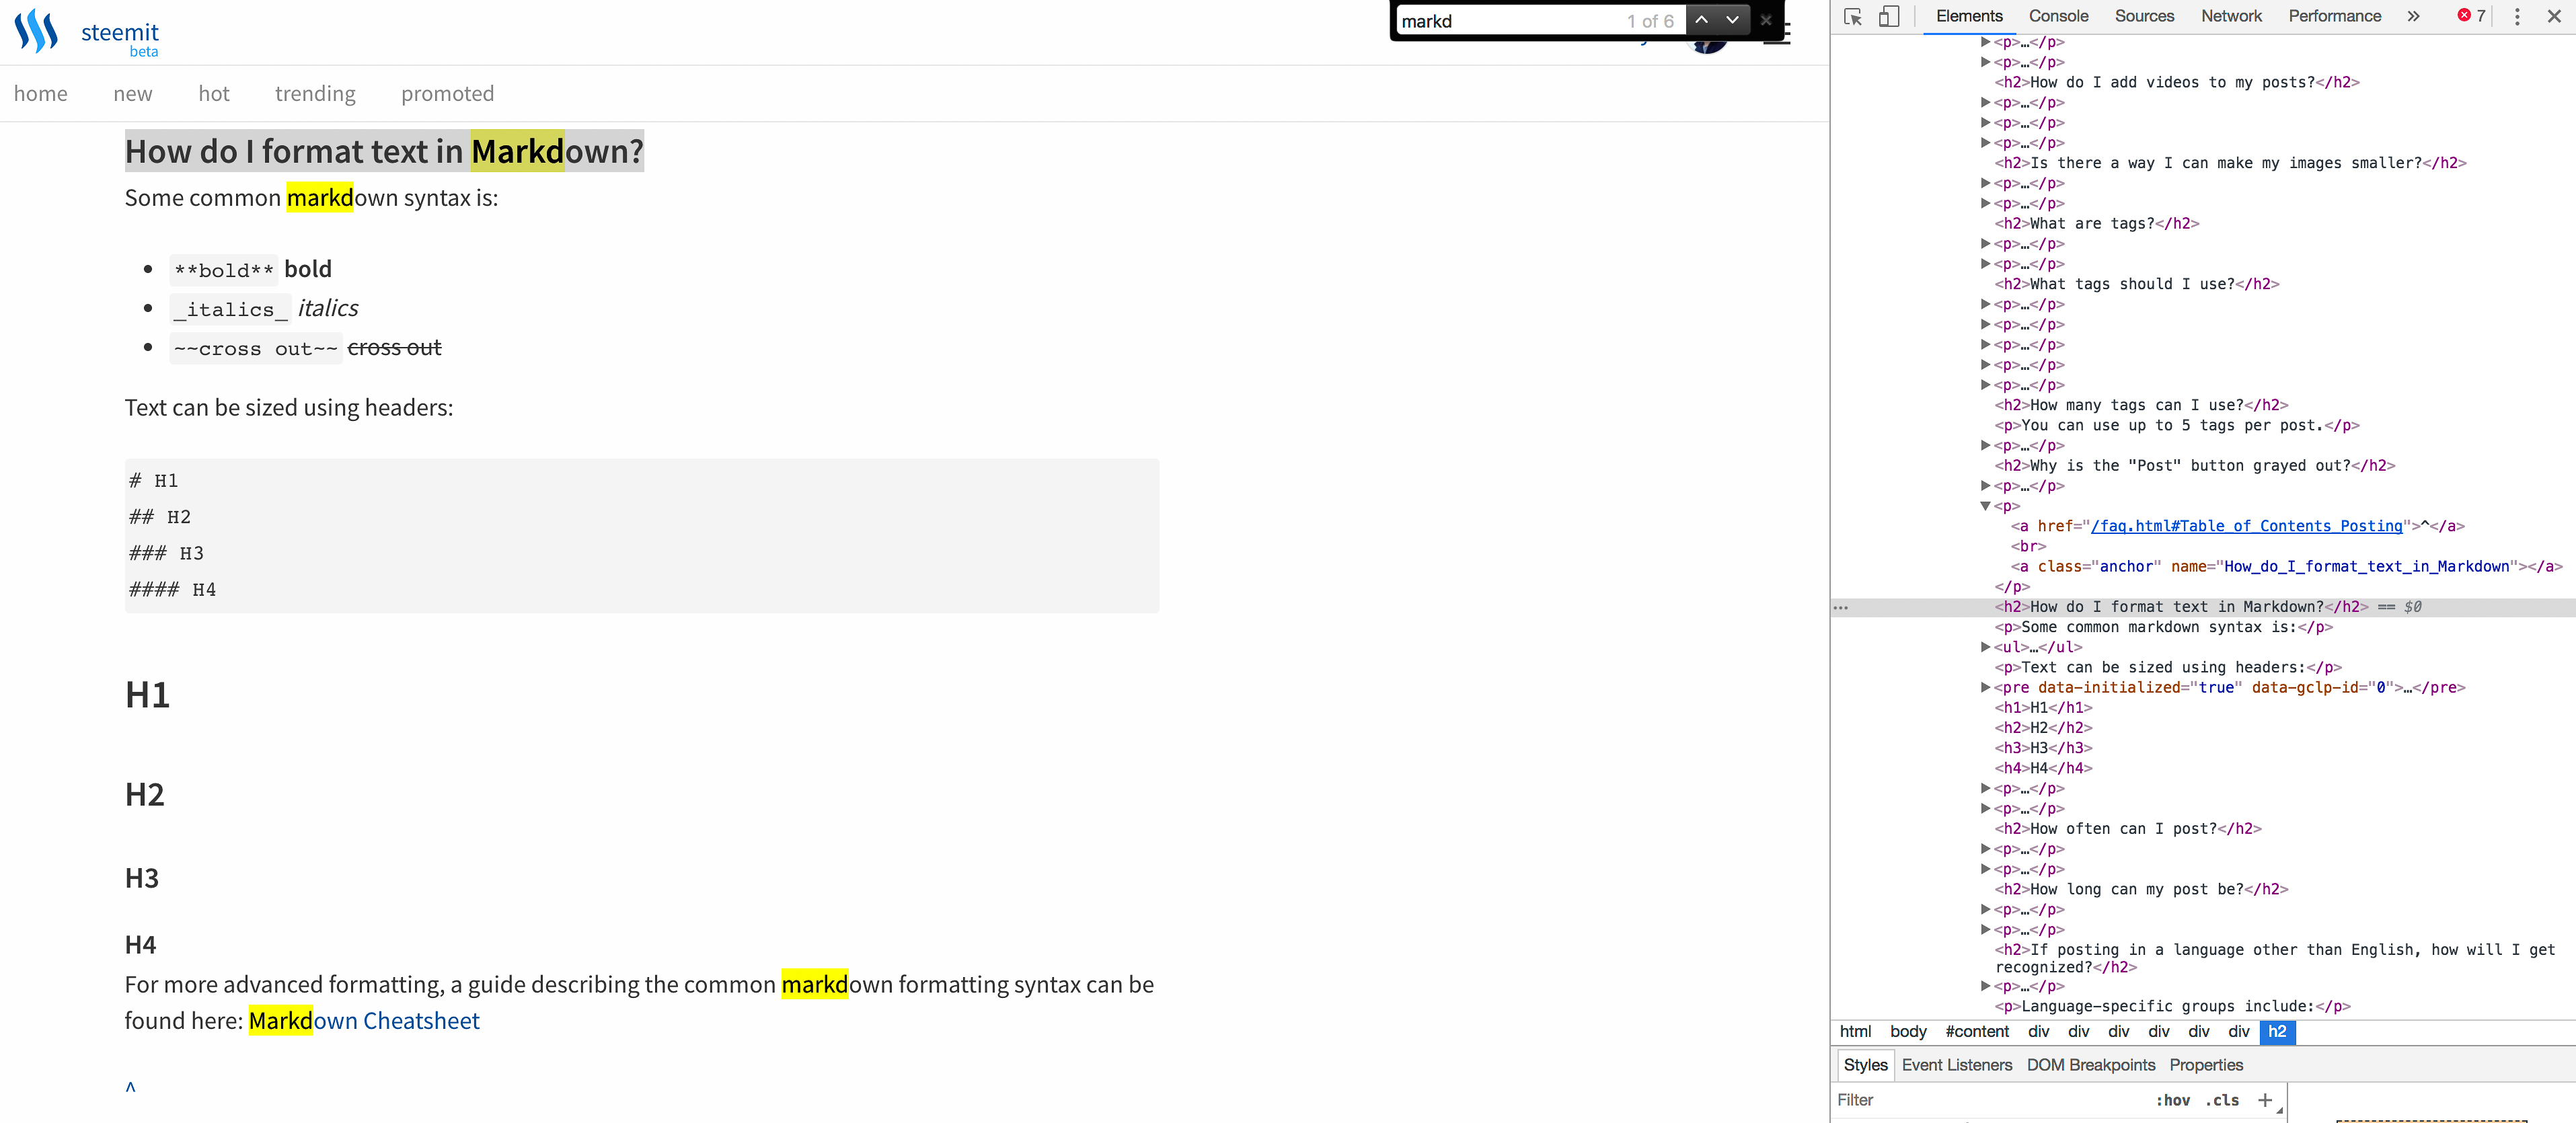 steemit
beta
markd 1 of 6
home new hot trending promoted
How do I format text in Markdown?
Some common markdown syntax is:
• **bold** bold
• _italics_ italics
• ~~cross out~~ cross out
Text can be sized using headers:
# H1
## H2
### H3
#### H4
H1
H2
H3
H4
For more advanced formatting, a guide describing the common markdown formatting syntax can be
found here: Markdown Cheatsheet
^
Elements Console Sources Network Performance » 7
▶<p>…</p>
▶<p>…</p>
<h2>How do I add videos to my posts?</h2>
▶<p>…</p>
▶<p>…</p>
▶<p>…</p>
<h2>Is there a way I can make my images smaller?</h2>
▶<p>…</p>
▶<p>…</p>
<h2>What are tags?</h2>
▶<p>…</p>
▶<p>…</p>
<h2>What tags should I use?</h2>
▶<p>…</p>
▶<p>…</p>
▶<p>…</p>
▶<p>…</p>
▶<p>…</p>
<h2>How many tags can I use?</h2>
<p>You can use up to 5 tags per post.</p>
▶<p>…</p>
<h2>Why is the "Post" button grayed out?</h2>
▶<p>…</p>
▼<p>
<a href="/faq.html#Table_of_Contents_Posting">^</a>
<br>
<a class="anchor" name="How_do_I_format_text_in_Markdown"></a>
</p>
… <h2>How do I format text in Markdown?</h2> == $0
<p>Some common markdown syntax is:</p>
▶<ul>…</ul>
<p>Text can be sized using headers:</p>
▶<pre data-initialized="true" data-gclp-id="0">…</pre>
<h1>H1</h1>
<h2>H2</h2>
<h3>H3</h3>
<h4>H4</h4>
▶<p>…</p>
▶<p>…</p>
<h2>How often can I post?</h2>
▶<p>…</p>
▶<p>…</p>
<h2>How long can my post be?</h2>
▶<p>…</p>
▶<p>…</p>
<h2>If posting in a language other than English, how will I get
recognized?</h2>
▶<p>…</p>
<p>Language-specific groups include:</p>
html body #content div div div div div div h2
Styles Event Listeners DOM Breakpoints Properties
Filter :hov .cls +